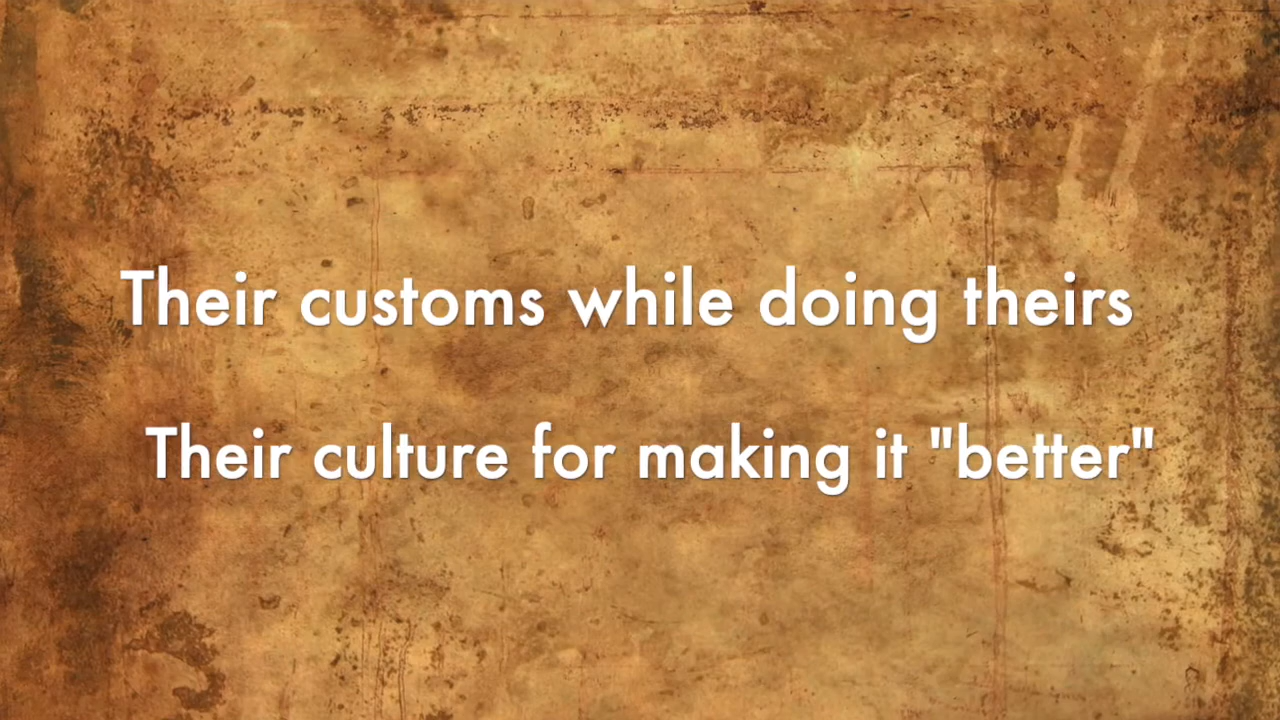 Their customs while doing theirs
Their culture for making it "better"